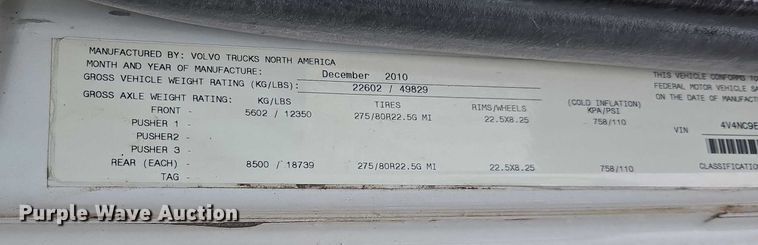 MANUFACTURED BY: VOLVO TRUCKS NORTH AMERICA
MONTH AND YEAR OF MANUFACTURE: December 2010
GROSS VEHICLE WEIGHT RATING (KG/LBS): 22602 / 49829
GROSS AXLE WEIGHT RATING: KG/LBS TIRES RIMS/WHEELS (COLD INFLATION) KPA/PSI
FRONT - 5602 / 12350 275/80R22.5G MI 22.5X8.25 758/110
PUSHER 1 -
PUSHER2 -
PUSHER 3 -
REAR (EACH) - 8500 / 18739 275/80R22.5G MI 22.5X8.25 758/110
TAG -
THIS VEHICLE CONFORMS TO
FEDERAL MOTOR VEHICLE SA
ON THE DATE OF MANUFACT
VIN 4V4NC9E
CLASSIFICATION
Purple Wave Auction